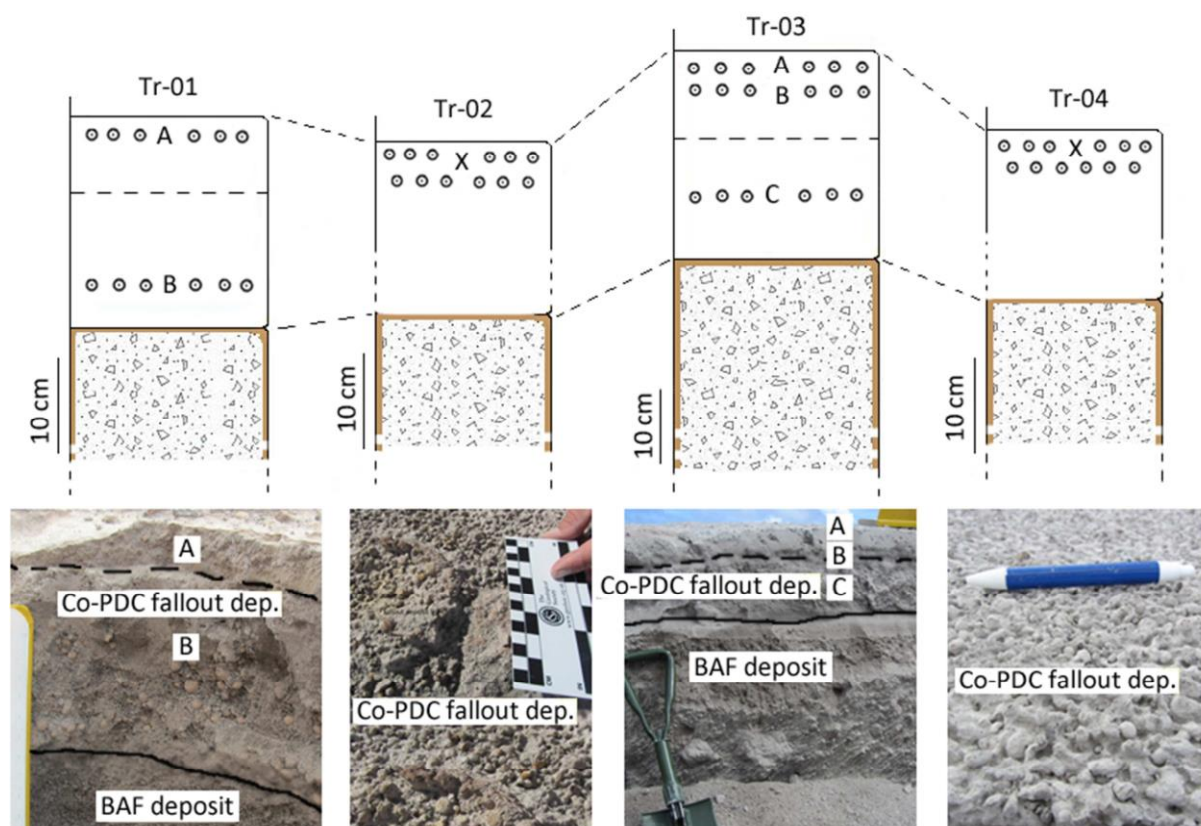 Tr-01
Tr-02
Tr-03
Tr-04
A
B
X
A
B
C
X
10 cm
10 cm
10 cm
10 cm
A
Co-PDC fallout dep.
B
BAF deposit
Co-PDC fallout dep.
A
B
Co-PDC fallout dep.
C
BAF deposit
Co-PDC fallout dep.